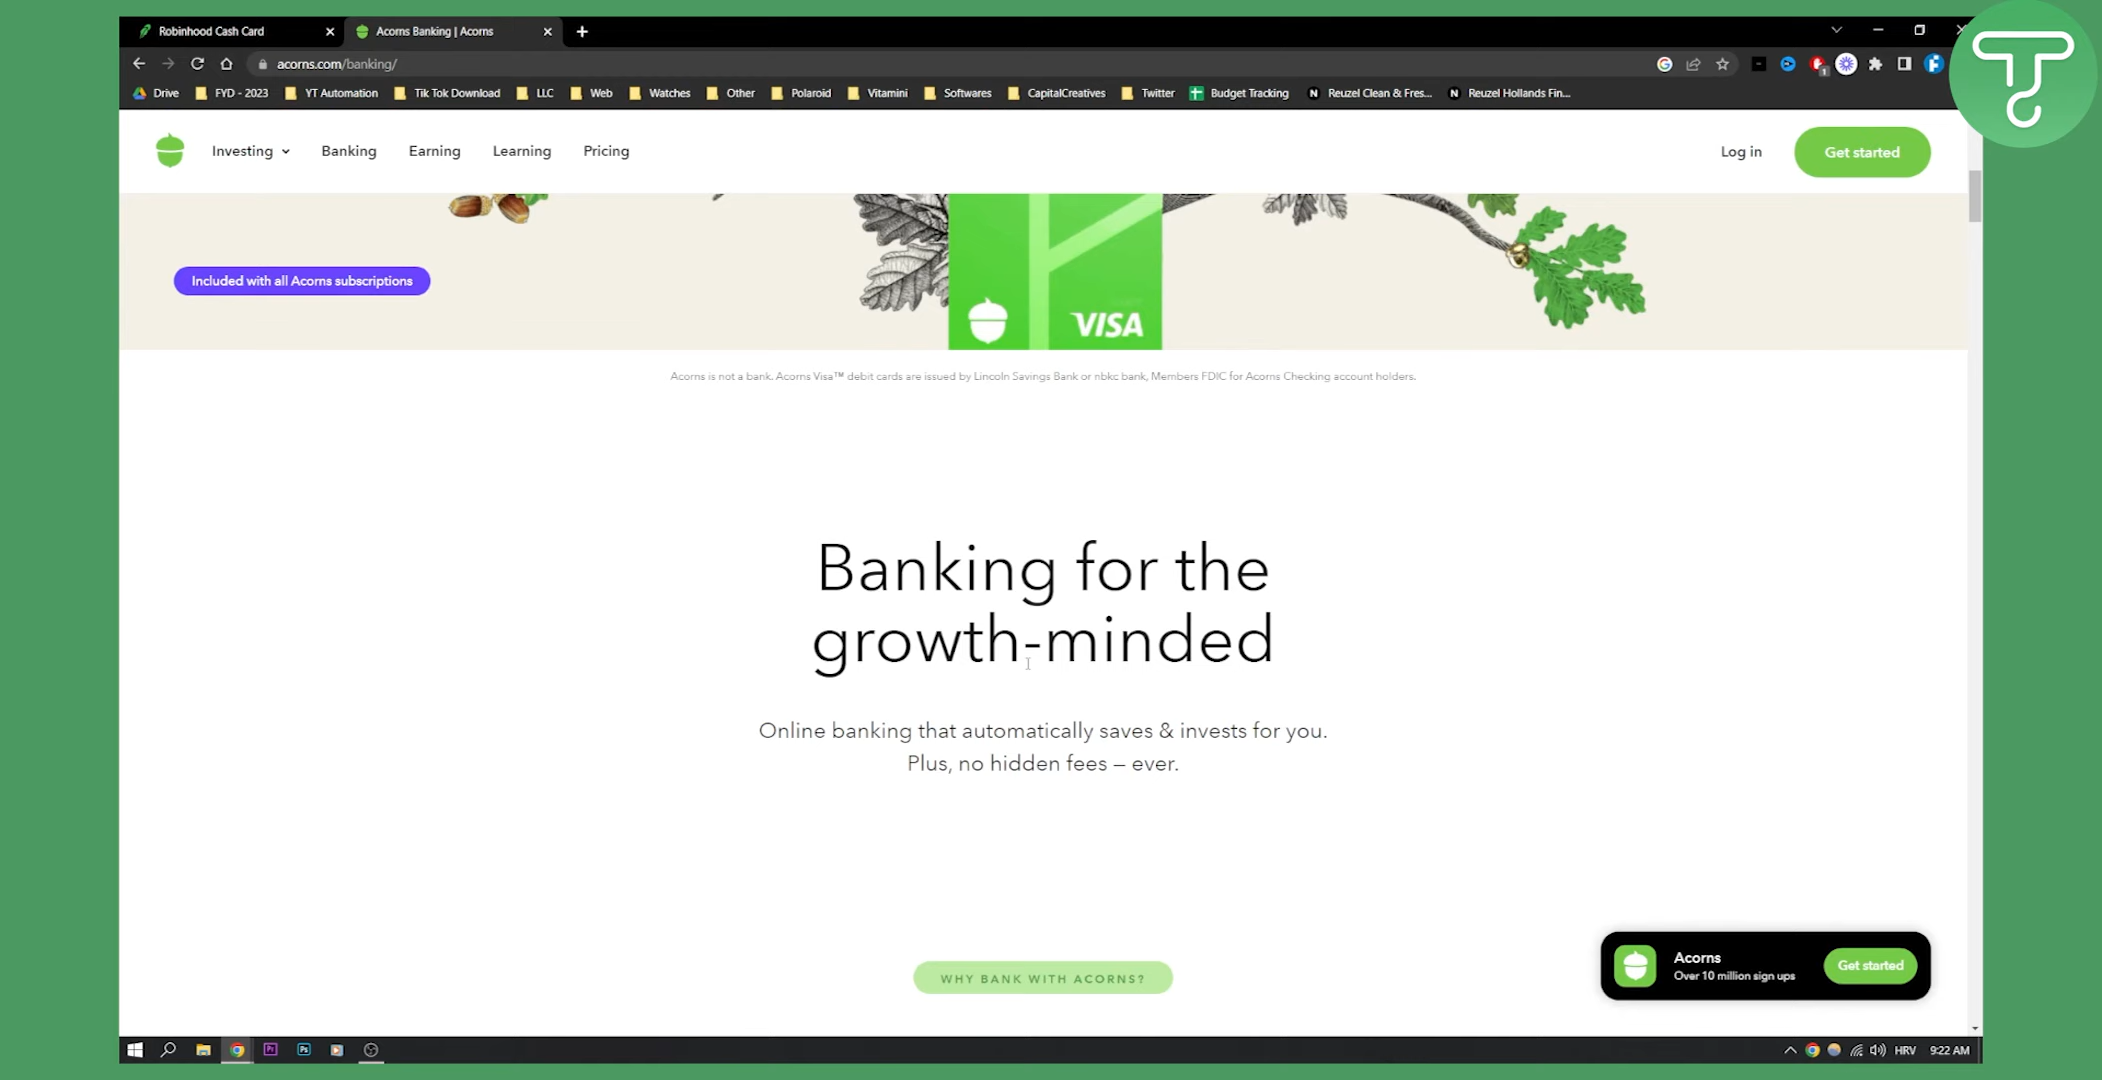 Robinhood Cash Card
Acorns Banking | Acorns
acorns.com/banking/
Drive FYD - 2023 YT Automation Tik Tok Download LLC Web Watches Other Polaroid Vitamini Softwares CapitalCreatives Twitter Budget Tracking Reuzel Clean & Fres... Reuzel Hollands Fin...
Investing Banking Earning Learning Pricing Log in Get started
Included with all Acorns subscriptions
VISA
Acorns is not a bank. Acorns Visa™ debit cards are issued by Lincoln Savings Bank or nbkc bank, Members FDIC for Acorns Checking account holders.
Banking for the
growth-minded
Online banking that automatically saves & invests for you.
Plus, no hidden fees – ever.
WHY BANK WITH ACORNS?
Acorns
Over 10 million sign ups
Get started
HRV 9:22 AM